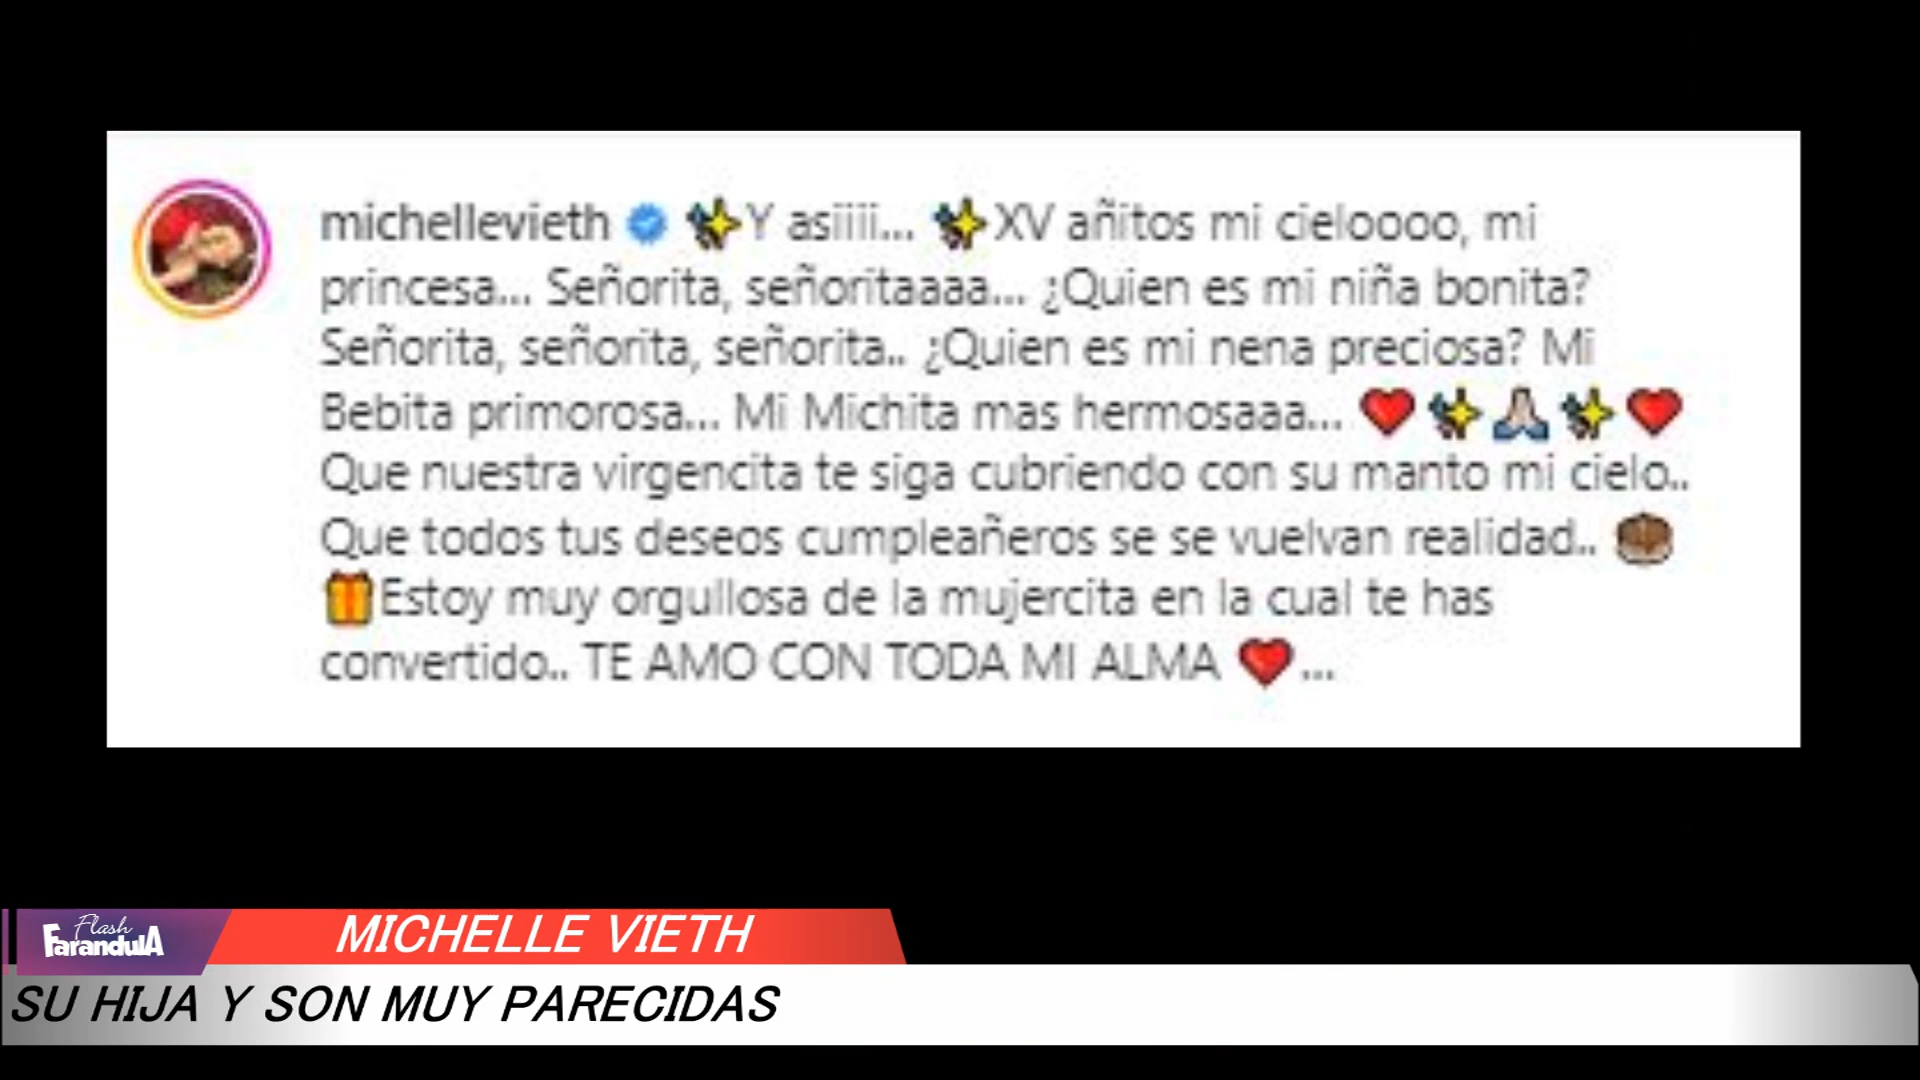 michellevieth ✨Y asiiii... ✨XV añitos mi cieloooo, mi
princesa... Señorita, señoritaaaa... ¿Quien es mi niña bonita?
Señorita, señorita, señorita.. ¿Quien es mi nena preciosa? Mi
Bebita primorosa... Mi Michita mas hermosaaa... ❤️✨🙏✨❤️
Que nuestra virgencita te siga cubriendo con su manto mi cielo..
Que todos tus deseos cumpleañeros se se vuelvan realidad.. 🎂
🎁Estoy muy orgullosa de la mujercita en la cual te has
convertido.. TE AMO CON TODA MI ALMA ❤️...
Flash
FarandulA
MICHELLE VIETH
SU HIJA Y SON MUY PARECIDAS